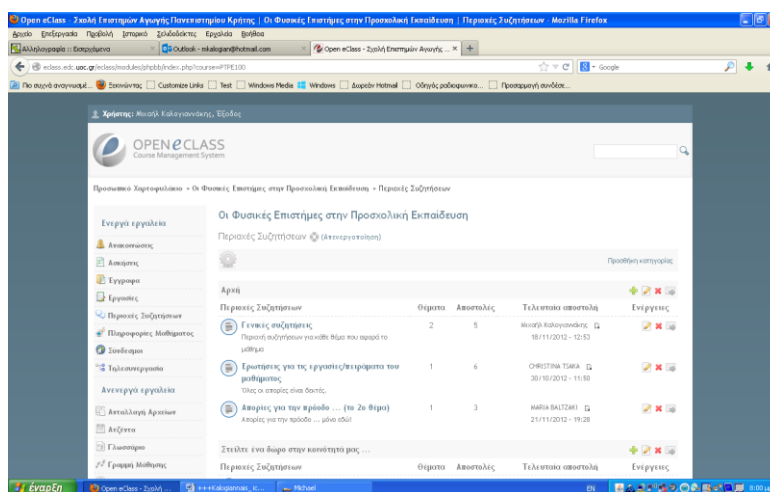 Open eClass - Σχολή Επιστημών Αγωγής Πανεπιστημίου Κρήτης | Οι Φυσικές Επιστήμες στην Προσχολική Εκπαίδευση | Περιοχές Συζητήσεων - Mozilla Firefox
Αρχείο Επεξεργασία Προβολή Ιστορικό Σελιδοδείκτες Εργαλεία Βοήθεια
Αλληλογραφία :: Εισερχόμενα Outlook - mkalogian@hotmail.com Open eClass - Σχολή Επιστημών Αγωγής ...
eclass.edc.uoc.gr/eclass/modules/phpbb/index.php?course=PTPE100 Google
Πιο συχνά αναγνωσμέ... Ξεκινώντας Customize Links Test Windows Media Windows Δωρεάν Hotmail Οδηγός ραδιοφωνικο... Προσαρμογή συνδέσε...
Χρήστης: Μιχαήλ Καλογιαννάκης, Έξοδος
OPEN eCLASS
Course Management System
Προσωπικό Χαρτοφυλάκιο » Οι Φυσικές Επιστήμες στην Προσχολική Εκπαίδευση » Περιοχές Συζητήσεων
Ενεργά εργαλεία
Ανακοινώσεις
Ασκήσεις
Έγγραφα
Εργασίες
Περιοχές Συζητήσεων
Πληροφορίες Μαθήματος
Σύνδεσμοι
Τηλεσυνεργασία
Ανενεργά εργαλεία
Ανταλλαγή Αρχείων
Ατζέντα
Γλωσσάριο
Γραμμή Μάθησης
Οι Φυσικές Επιστήμες στην Προσχολική Εκπαίδευση
Περιοχές Συζητήσεων (Απενεργοποίηση)
Προσθήκη κατηγορίας
Αρχή
Περιοχές Συζητήσεων Θέματα Αποστολές Τελευταία αποστολή Ενέργειες
Γενικές συζητήσεις 2 5 Μιχαήλ Καλογιαννάκης
Περιοχή συζητήσεων για κάθε θέμα που αφορά το 18/11/2012 - 12:53
μάθημα
Ερωτήσεις για τις εργασίες/πειράματα του 1 6 CHRISTINA TSAKA
μαθήματος 30/10/2012 - 11:50
Όλες οι απορίες είναι δεκτές.
Απορίες για την πρόοδο ... (το 2ο θέμα) 1 3 MARIA BALTZAKI
Απορίες για την πρόοδο ... μόνο εδώ! 21/11/2012 - 19:28
Στείλτε ένα δώρο στην κοινότητά μας ...
Περιοχές Συζητήσεων Θέματα Αποστολές Τελευταία αποστολή Ενέργειες
έναρξη Open eClass - Σχολή ... +++Kalogiannais_ic... Michael EN 8:00 μμ